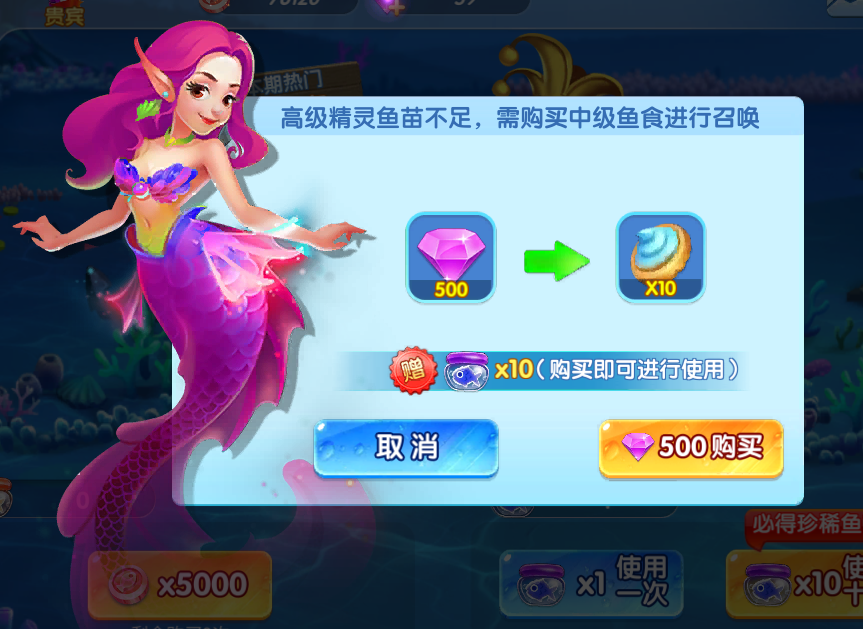 贵宾
本期热门
高级精灵鱼苗不足，需购买中级鱼食进行召唤
500
X10
赠 x10（购买即可进行使用）
取消
500购买
必得珍稀鱼
x5000
x1 使用一次
x10